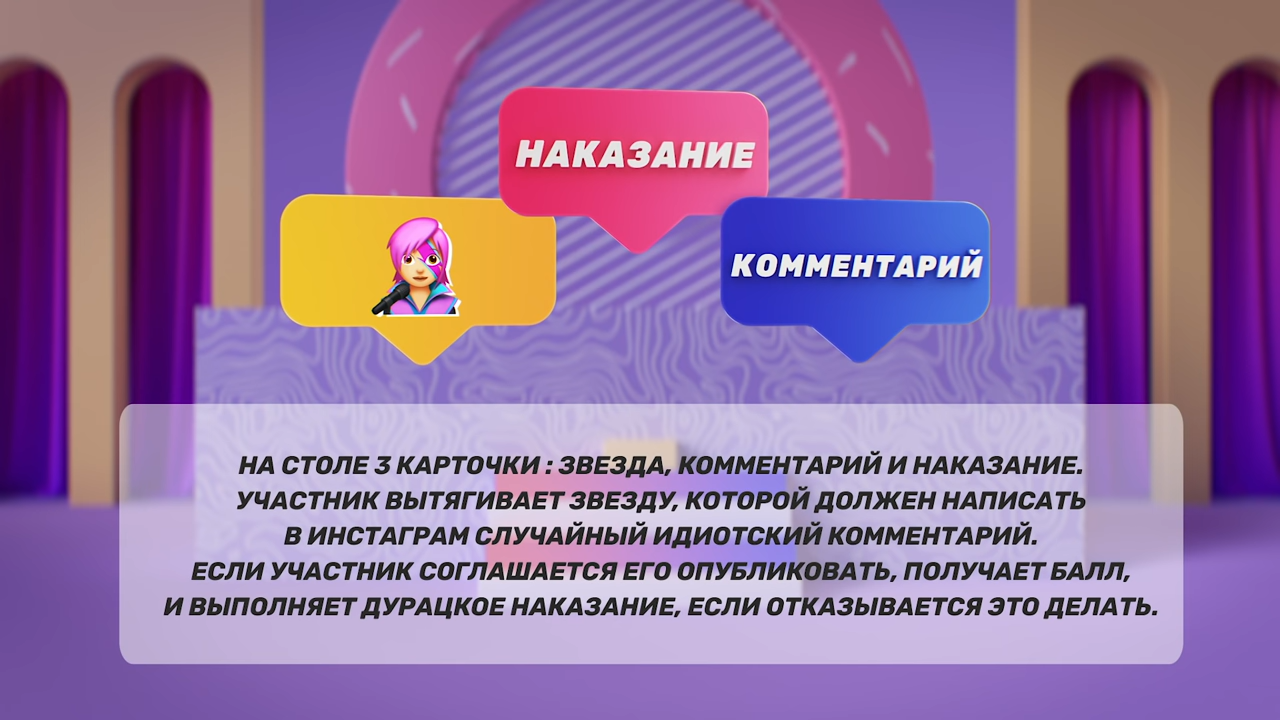 НАКАЗАНИЕ
КОММЕНТАРИЙ
НА СТОЛЕ 3 КАРТОЧКИ : ЗВЕЗДА, КОММЕНТАРИЙ И НАКАЗАНИЕ.
УЧАСТНИК ВЫТЯГИВАЕТ ЗВЕЗДУ, КОТОРОЙ ДОЛЖЕН НАПИСАТЬ
В ИНСТАГРАМ СЛУЧАЙНЫЙ ИДИОТСКИЙ КОММЕНТАРИЙ.
ЕСЛИ УЧАСТНИК СОГЛАШАЕТСЯ ЕГО ОПУБЛИКОВАТЬ, ПОЛУЧАЕТ БАЛЛ,
И ВЫПОЛНЯЕТ ДУРАЦКОЕ НАКАЗАНИЕ, ЕСЛИ ОТКАЗЫВАЕТСЯ ЭТО ДЕЛАТЬ.